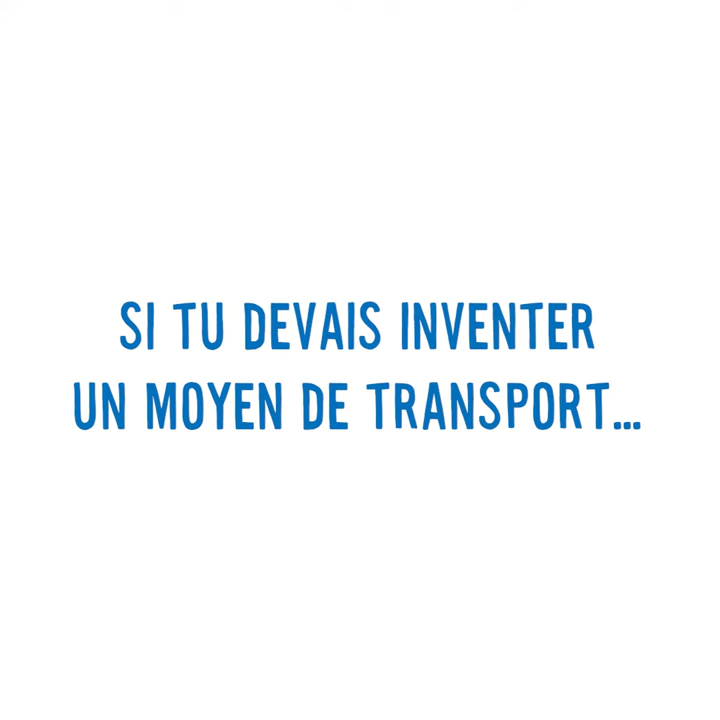 SI TU DEVAIS INVENTER
UN MOYEN DE TRANSPORT...